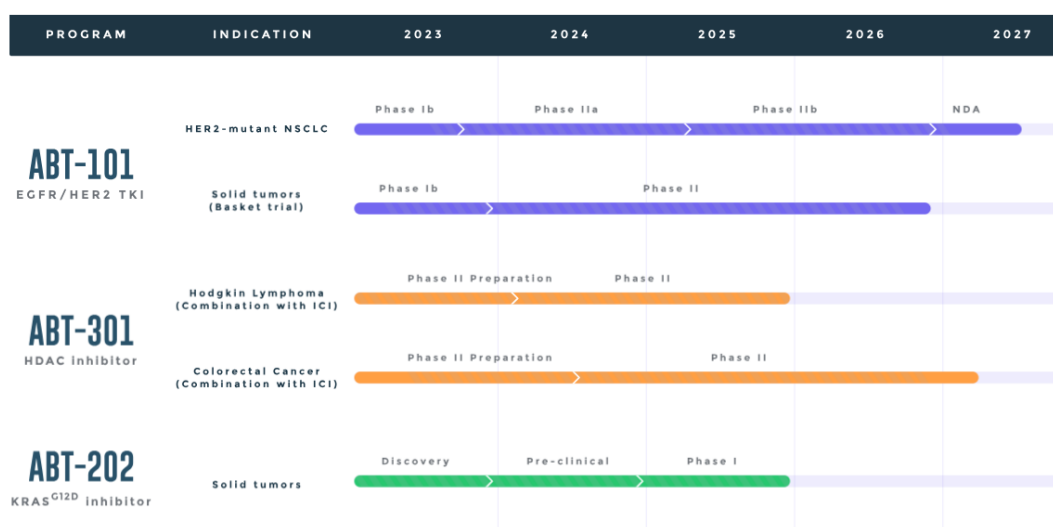 PROGRAM INDICATION 2023 2024 2025 2026 2027
Phase Ib Phase IIa Phase IIb NDA
HER2-mutant NSCLC
ABT-101
EGFR/HER2 TKI
Phase Ib Phase II
Solid tumors
(Basket trial)
Phase II Preparation Phase II
Hodgkin Lymphoma
(Combination with ICI)
ABT-301
HDAC inhibitor
Phase II Preparation Phase II
Colorectal Cancer
(Combination with ICI)
ABT-202
KRASG12D inhibitor
Discovery Pre-clinical Phase I
Solid tumors